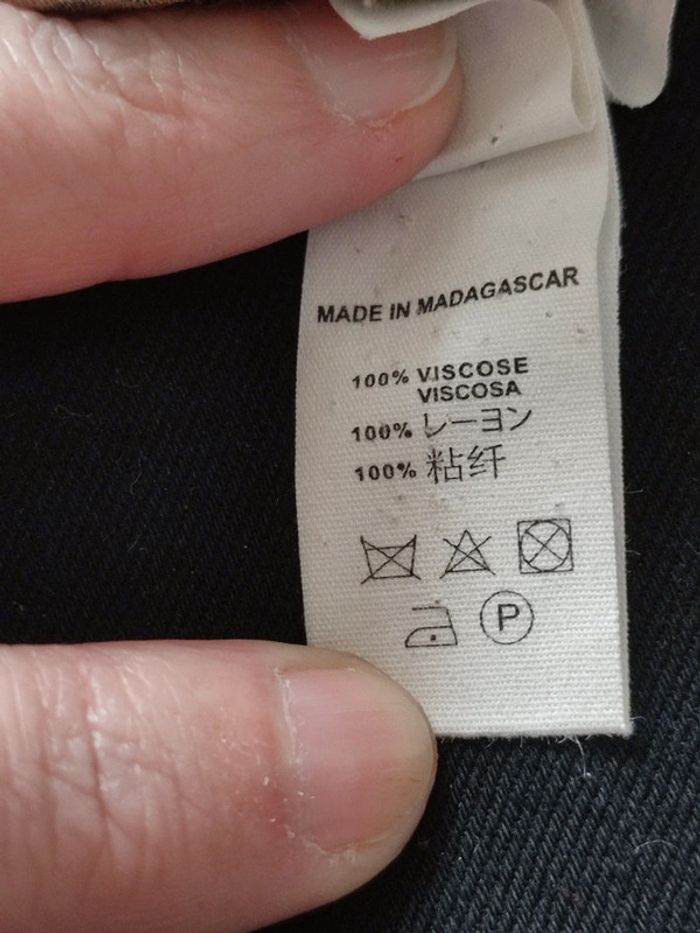 MADE IN MADAGASCAR
100% VISCOSE
VISCOSA
100% レーヨン
100% 粘纤
P